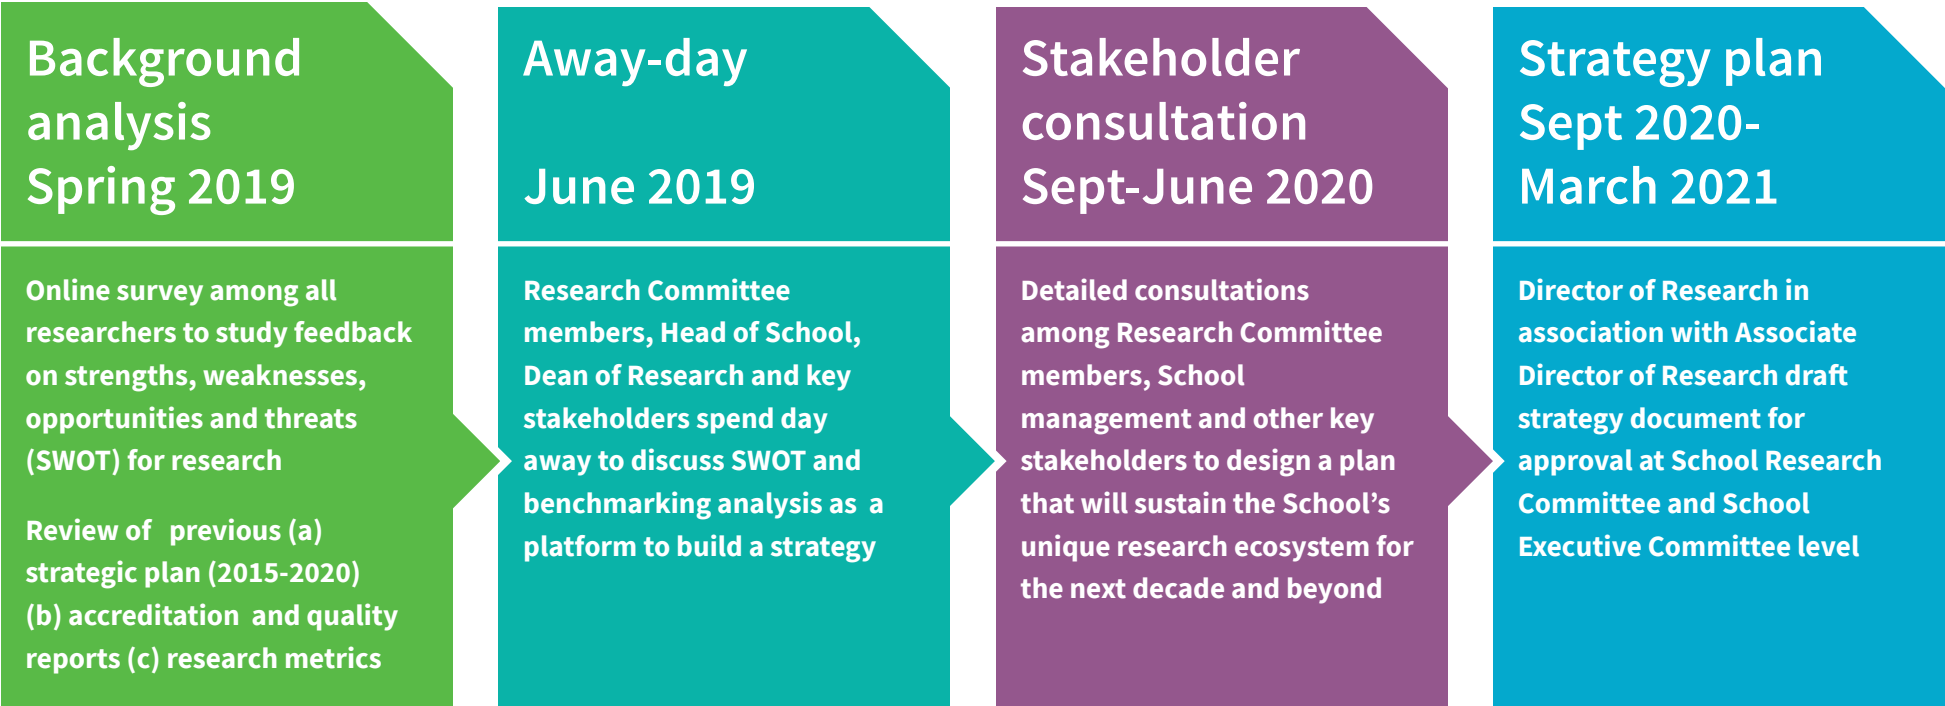 Background
analysis
Spring 2019
Online survey among all
researchers to study feedback
on strengths, weaknesses,
opportunities and threats
(SWOT) for research
Review of previous (a)
strategic plan (2015-2020)
(b) accreditation and quality
reports (c) research metrics
Away-day
June 2019
Research Committee
members, Head of School,
Dean of Research and key
stakeholders spend day
away to discuss SWOT and
benchmarking analysis as a
platform to build a strategy
Stakeholder
consultation
Sept-June 2020
Detailed consultations
among Research Committee
members, School
management and other key
stakeholders to design a plan
that will sustain the School’s
unique research ecosystem for
the next decade and beyond
Strategy plan
Sept 2020-
March 2021
Director of Research in
association with Associate
Director of Research draft
strategy document for
approval at School Research
Committee and School
Executive Committee level